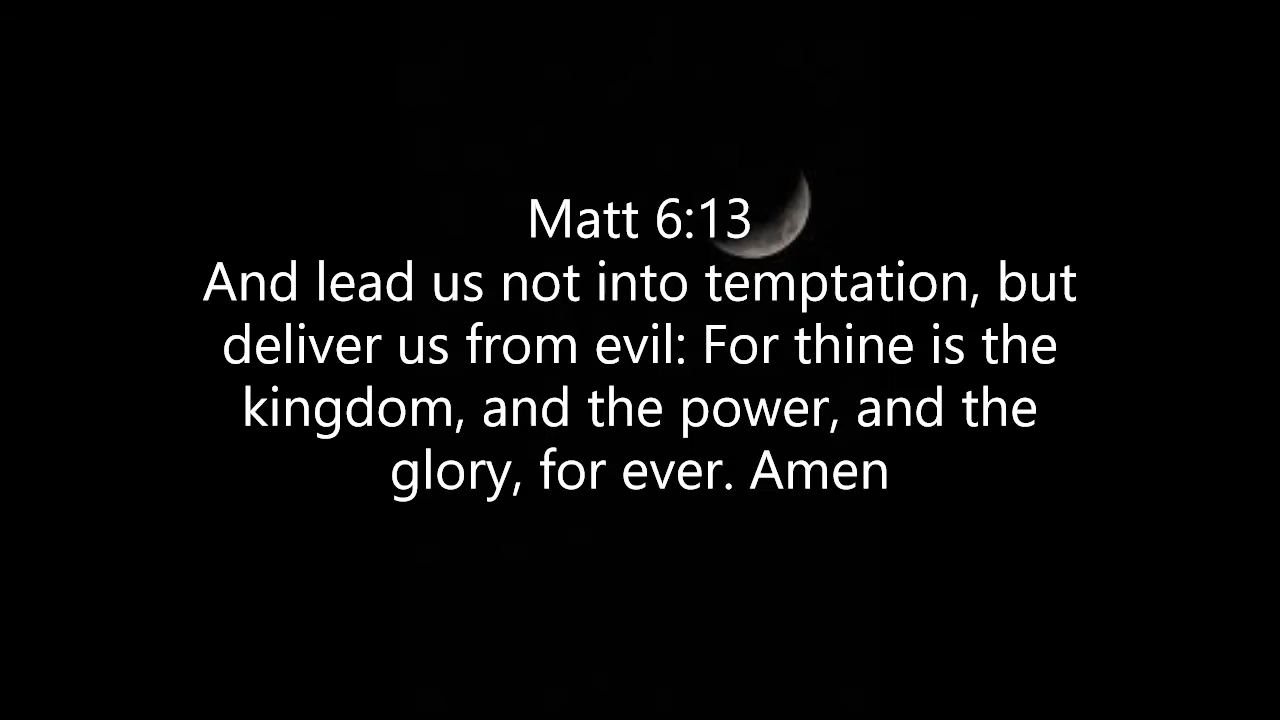 Matt 6:13
And lead us not into temptation, but
deliver us from evil: For thine is the
kingdom, and the power, and the
glory, for ever. Amen